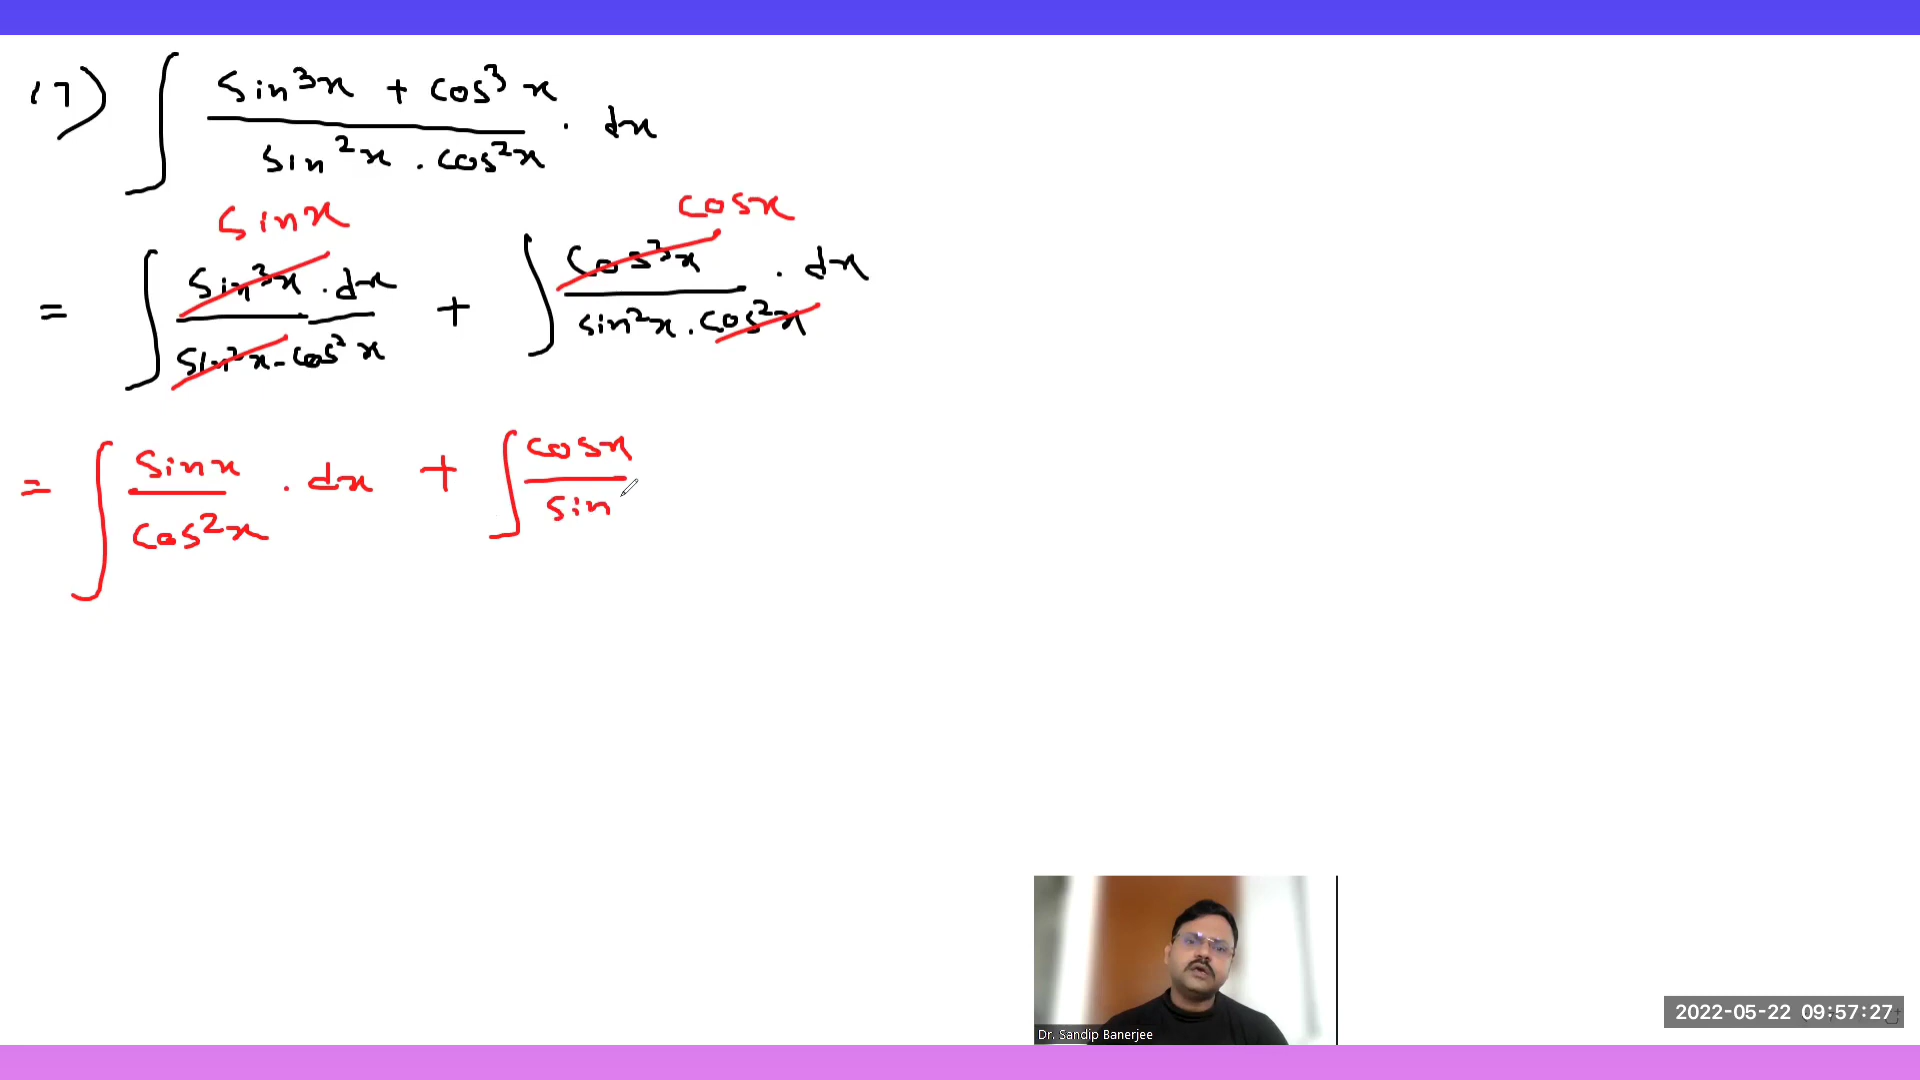 17) ∫ (sin³x + cos³x)/(sin²x . cos²x) . dx
sinx cosx
= ∫ (sin³x . dx)/(sin²x - cos²x) + ∫ cos³x/(sin²x . cos²x) . dx
= ∫ sinx/cos²x . dx + ∫ cosx/sin
Dr. Sandip Banerjee
2022-05-22 09:57:27